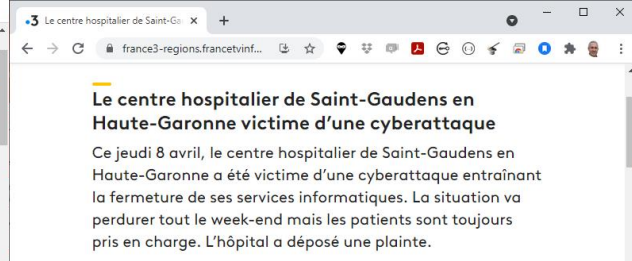 3 Le centre hospitalier de Saint-Ga
france3-regions.francetvinf...
Le centre hospitalier de Saint-Gaudens en
Haute-Garonne victime d'une cyberattaque
Ce jeudi 8 avril, le centre hospitalier de Saint-Gaudens en
Haute-Garonne a été victime d'une cyberattaque entraînant
la fermeture de ses services informatiques. La situation va
perdurer tout le week-end mais les patients sont toujours
pris en charge. L'hôpital a déposé une plainte.